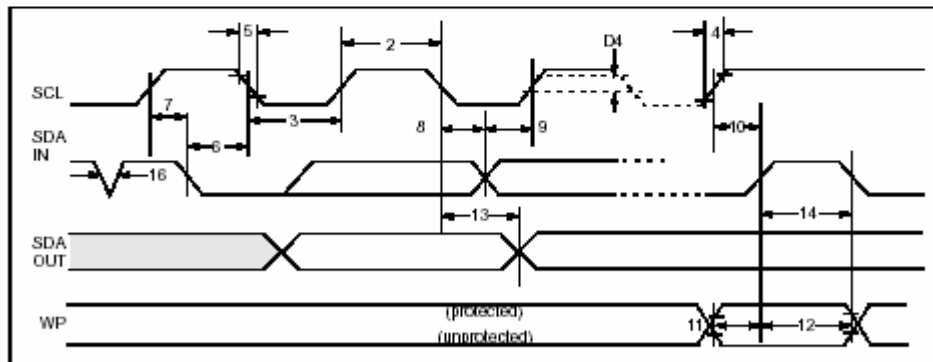 5
2
D4
4
SCL
7
3
8
9
10
SDA
IN
6
16
13
14
SDA
OUT
WP
(protected)
(unprotected)
11
12